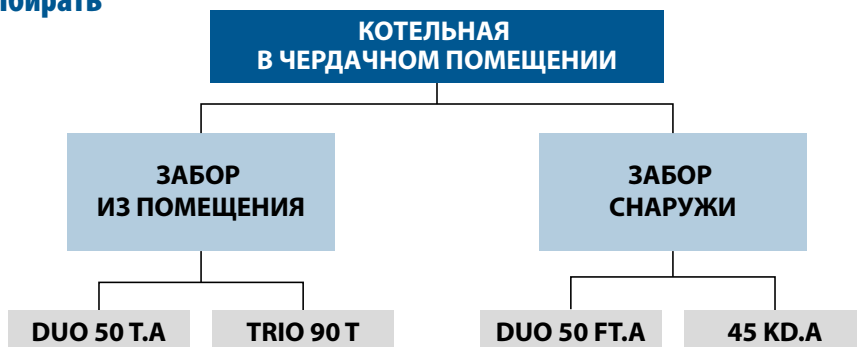 КОТЕЛЬНАЯ
В ЧЕРДАЧНОМ ПОМЕЩЕНИИ
ЗАБОР
ИЗ ПОМЕЩЕНИЯ
ЗАБОР
СНАРУЖИ
DUO 50 T.A
TRIO 90 T
DUO 50 FT.A
45 KD.A